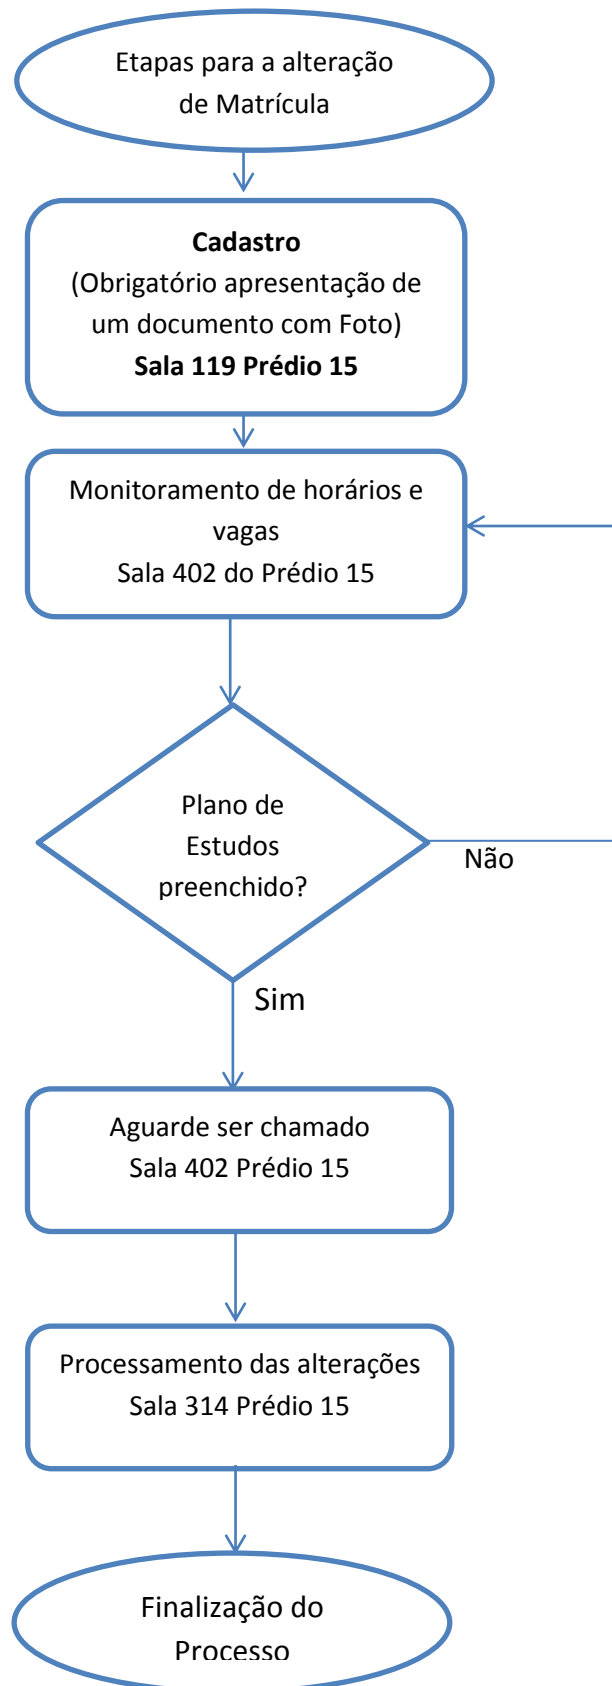 Etapas para a alteração
de Matrícula
Cadastro
(Obrigatório apresentação de
um documento com Foto)
Sala 119 Prédio 15
Monitoramento de horários e
vagas
Sala 402 do Prédio 15
Plano de
Estudos
preenchido?
Não
Sim
Aguarde ser chamado
Sala 402 Prédio 15
Processamento das alterações
Sala 314 Prédio 15
Finalização do
Processo